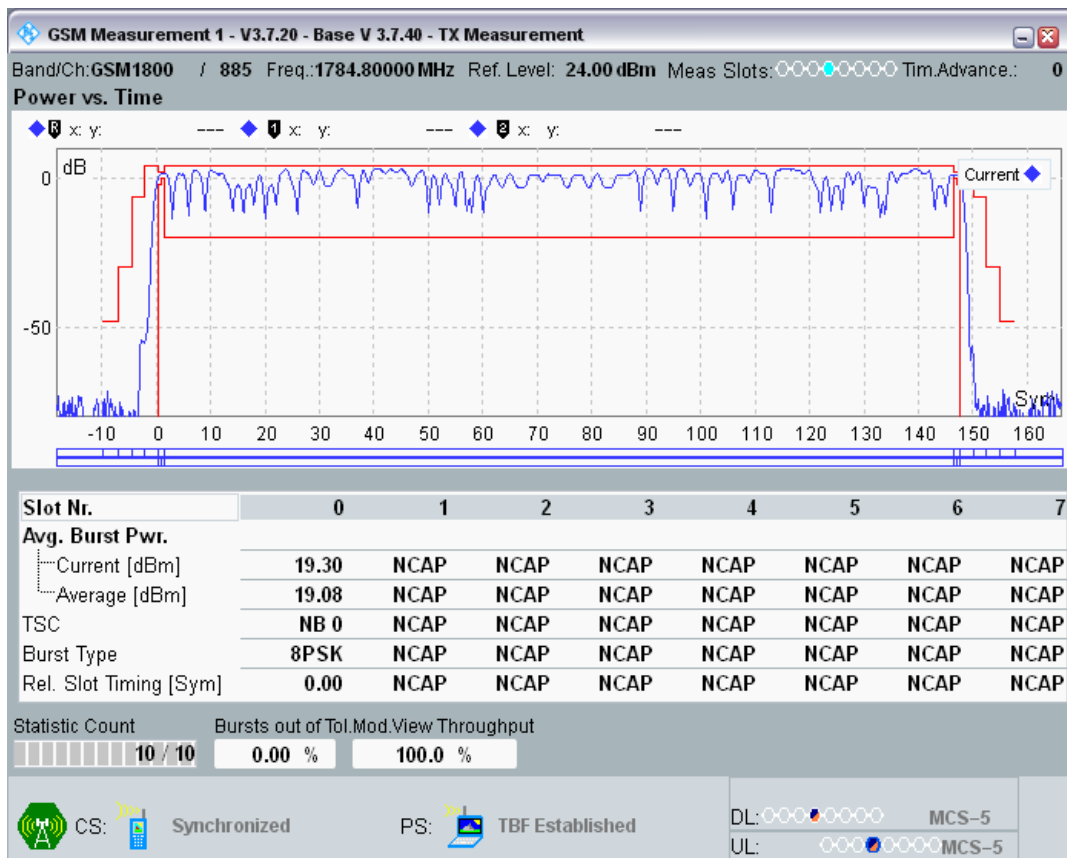 GSM Measurement 1 - V3.7.20 - Base V 3.7.40 - TX Measurement
Band/Ch:GSM1800 / 885 Freq.:1784.80000 MHz Ref. Level: 24.00 dBm Meas Slots: Tim.Advance.: 0
Power vs. Time
R x: y: --- 1 x: y: --- 2 x: y: ---
dB
Current
0
-50
Sym
-10 0 10 20 30 40 50 60 70 80 90 100 110 120 130 140 150 160
Slot Nr. 0 1 2 3 4 5 6 7
Avg. Burst Pwr.
Current [dBm] 19.30 NCAP NCAP NCAP NCAP NCAP NCAP NCAP
Average [dBm] 19.08 NCAP NCAP NCAP NCAP NCAP NCAP NCAP
TSC NB 0 NCAP NCAP NCAP NCAP NCAP NCAP NCAP
Burst Type 8PSK NCAP NCAP NCAP NCAP NCAP NCAP NCAP
Rel. Slot Timing [Sym] 0.00 NCAP NCAP NCAP NCAP NCAP NCAP NCAP
Statistic Count Bursts out of Tol.Mod.View Throughput
10 / 10 0.00 % 100.0 %
CS: Synchronized PS: TBF Established DL: MCS-5
UL: MCS-5